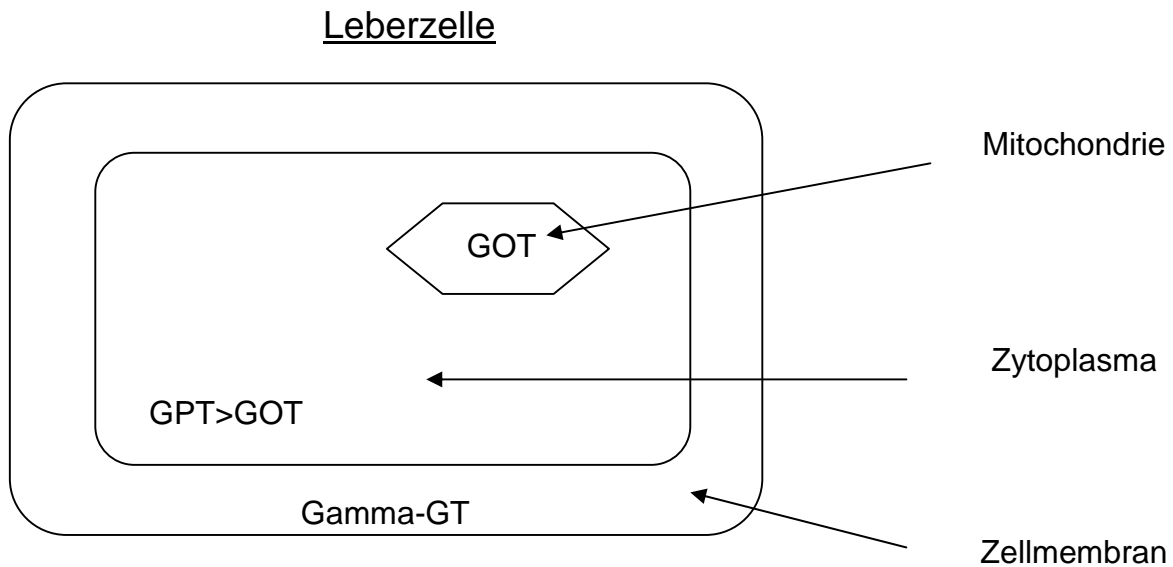 Leberzelle
Mitochondrie
GOT
Zytoplasma
GPT>GOT
Gamma-GT
Zellmembran